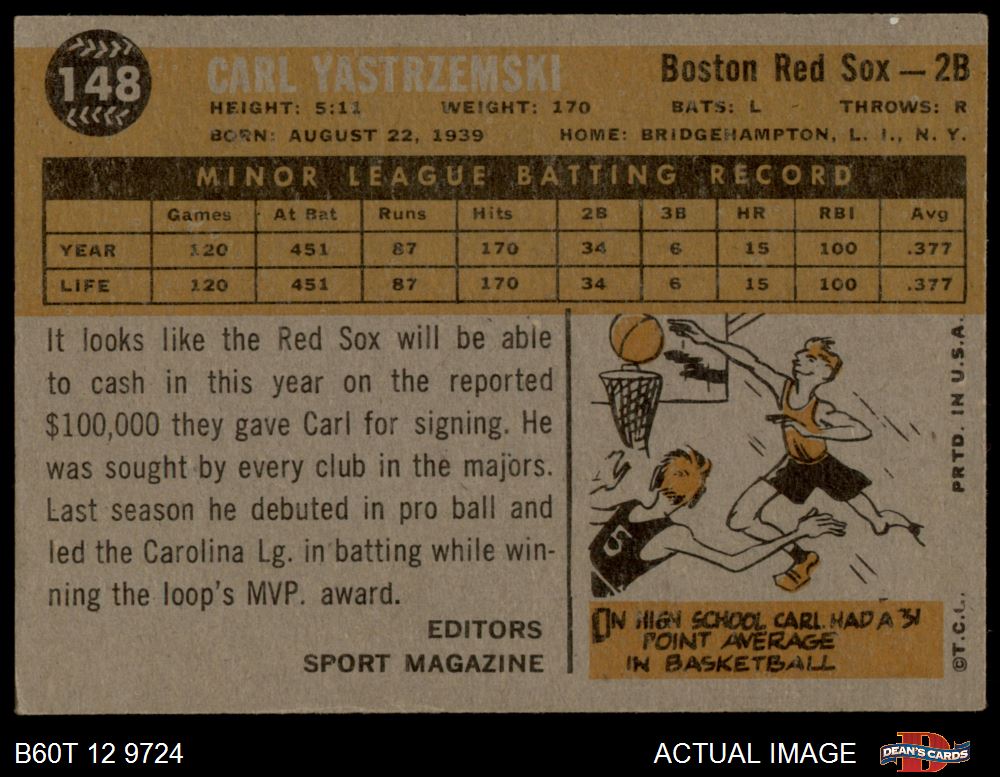 148
CARL YASTRZEMSKI
Boston Red Sox — 2B
HEIGHT: 5:11 WEIGHT: 170 BATS: L THROWS: R
BORN: AUGUST 22, 1939 HOME: BRIDGEHAMPTON, L. I., N. Y.
MINOR LEAGUE BATTING RECORD
Games At Bat Runs Hits 2B 3B HR RBI Avg
YEAR 120 451 87 170 34 6 15 100 .377
LIFE 120 451 87 170 34 6 15 100 .377
It looks like the Red Sox will be able
to cash in this year on the reported
$100,000 they gave Carl for signing. He
was sought by every club in the majors.
Last season he debuted in pro ball and
led the Carolina Lg. in batting while win-
ning the loop's MVP. award.
EDITORS
SPORT MAGAZINE
5
IN HIGH SCHOOL CARL HAD A 31
POINT AVERAGE
IN BASKETBALL
©T.C.G. PRTD. IN U.S.A.
B60T 12 9724
ACTUAL IMAGE
D
DEAN'S CARDS